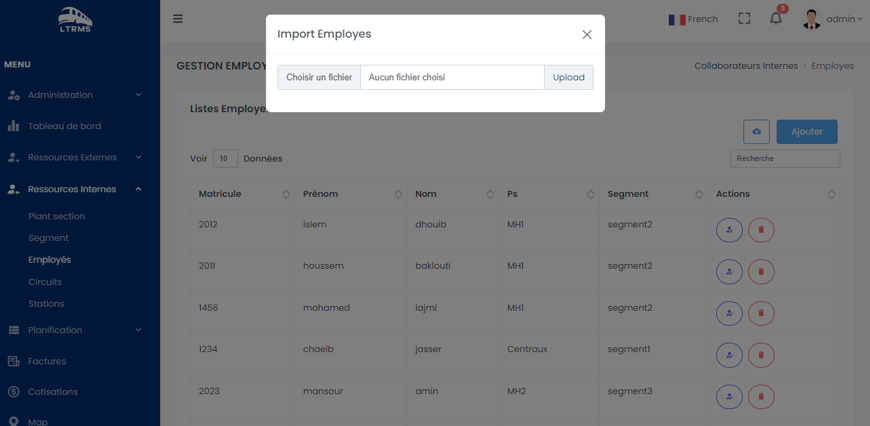 LTRMS
MENU
Administration
Tableau de bord
Ressources Externes
Ressources Internes
Plant section
Segment
Employés
Circuits
Stations
Planification
Factures
Cotisations
Map
French
3
admin
GESTION EMPLOY
Collaborateurs Internes / Employes
Import Employes
Choisir un fichier
Aucun fichier choisi
Upload
Listes Employe
Ajouter
Voir 10 Données
Recherche
Matricule Prénom Nom Ps Segment Actions
2012 islem dhouib MH1 segment2
2011 houssem baklouti MH1 segment2
1456 mohamed lajmi MH1 segment2
1234 chaeib jasser Centraux segment1
2023 mansour amin MH2 segment3